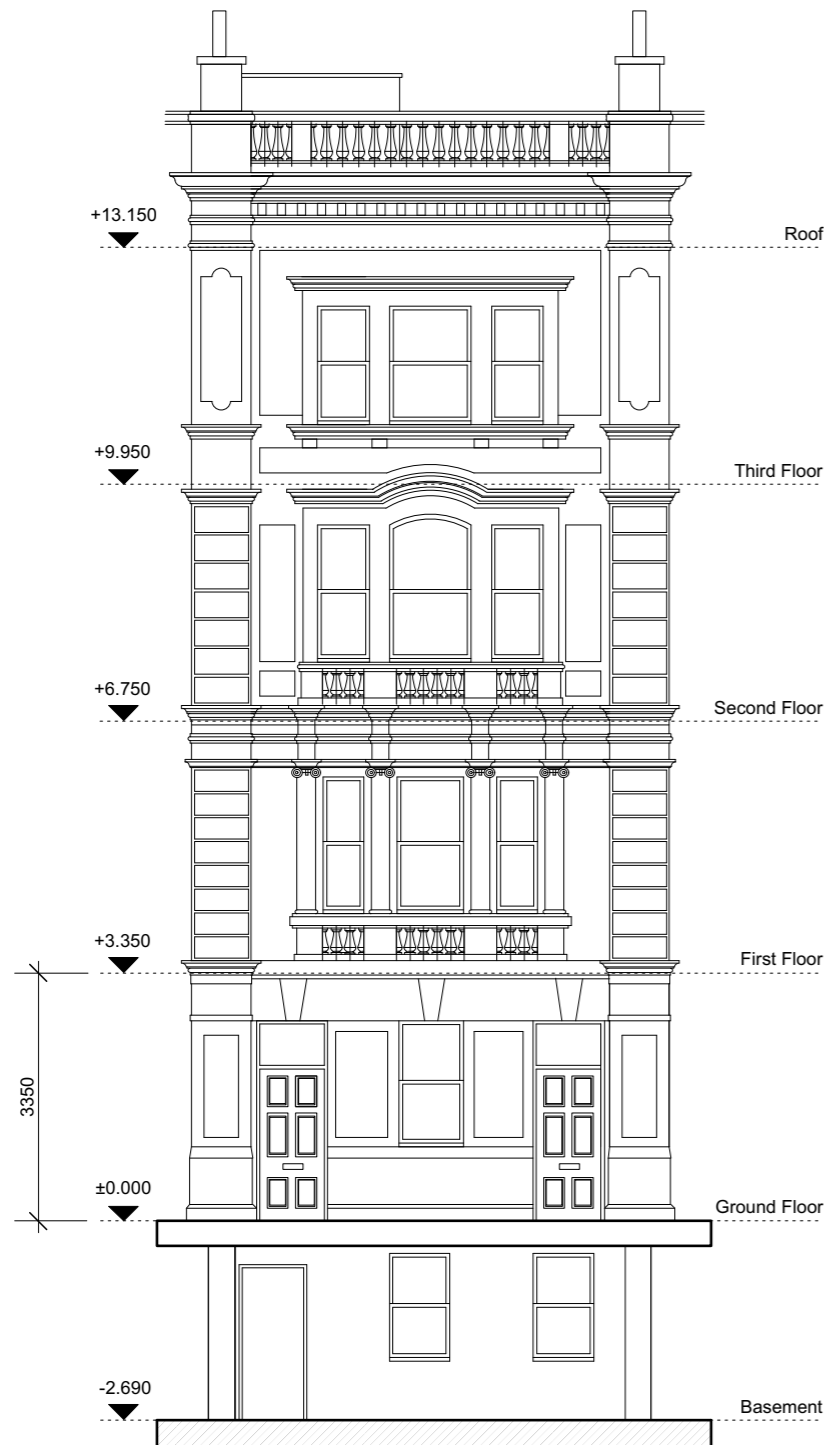 +13.150
Roof
+9.950
Third Floor
+6.750
Second Floor
+3.350
First Floor
3350
±0.000
Ground Floor
-2.690
Basement